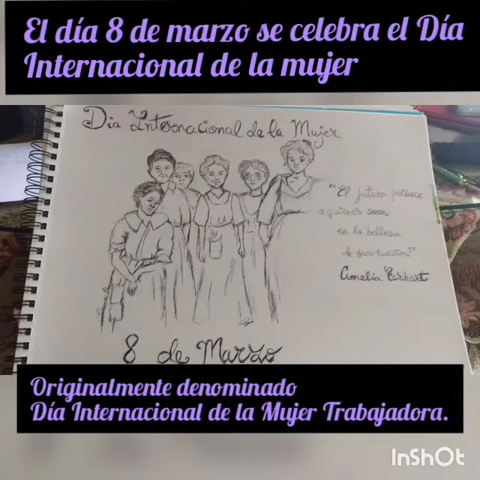 El día 8 de marzo se celebra el Día
Internacional de la mujer
Dia Internacional de la Mujer
"El futuro pertenece
a quienes creen
en la belleza
de sus sueños"
Amelia Earhart
8 de Marzo
Originalmente denominado
Día Internacional de la Mujer Trabajadora.
InShOt